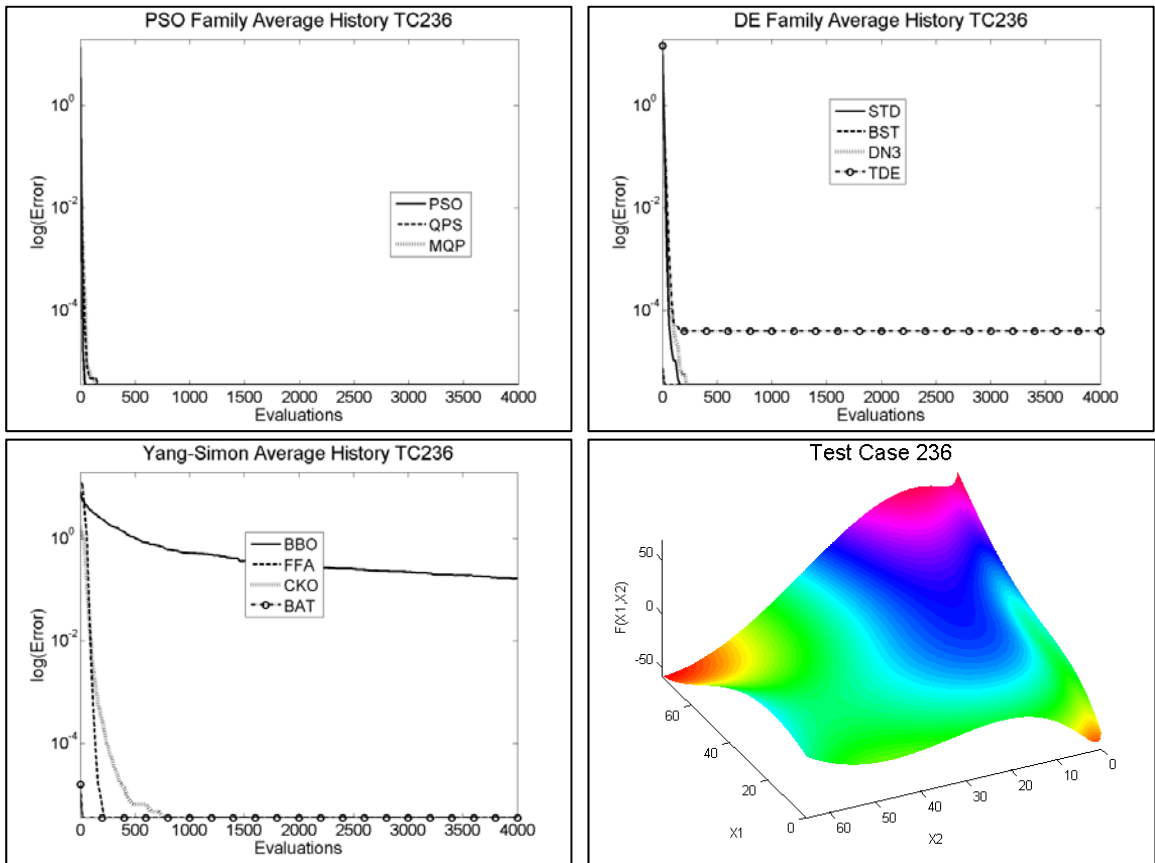 PSO Family Average History TC236
log(Error)
10^0
10^-2
10^-4
PSO
QPS
MQP
0 500 1000 1500 2000 2500 3000 3500 4000
Evaluations
DE Family Average History TC236
log(Error)
10^0
10^-2
10^-4
STD
BST
DN3
TDE
0 500 1000 1500 2000 2500 3000 3500 4000
Evaluations
Yang-Simon Average History TC236
log(Error)
10^0
10^-2
10^-4
BBO
FFA
CKO
BAT
0 500 1000 1500 2000 2500 3000 3500 4000
Evaluations
Test Case 236
F(X1,X2)
50
0
-50
60
40
20
0
X1
60 50 40 30 20 10 0
X2